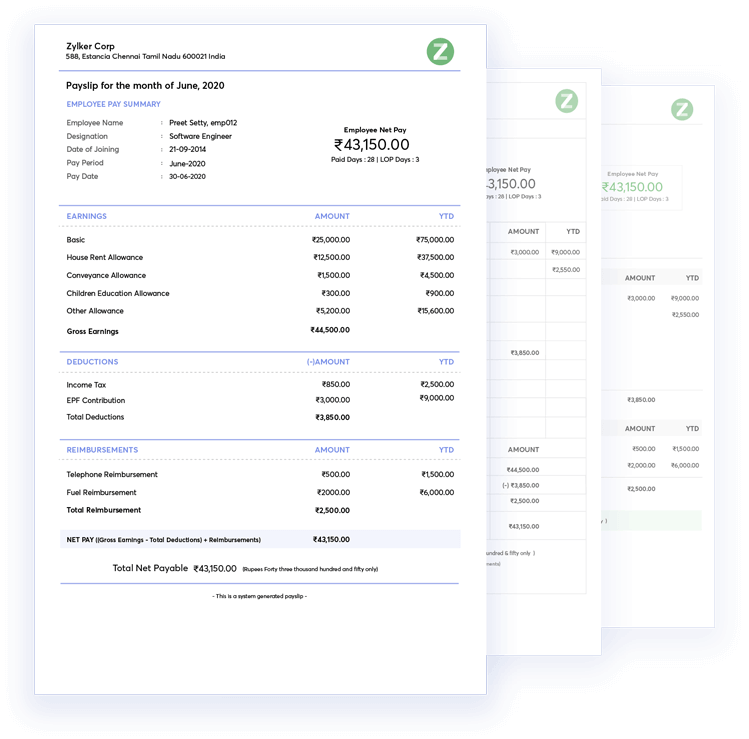 Zylker Corp
588, Estancia Chennai Tamil Nadu 600021 India
Z
Payslip for the month of June, 2020
EMPLOYEE PAY SUMMARY
Employee Name : Preet Setty, emp012
Designation : Software Engineer
Date of Joining : 21-09-2014
Pay Period : June-2020
Pay Date : 30-06-2020
Employee Net Pay
₹43,150.00
Paid Days : 28 | LOP Days : 3
EARNINGS AMOUNT YTD
Basic ₹25,000.00 ₹75,000.00
House Rent Allowance ₹12,500.00 ₹37,500.00
Conveyance Allowance ₹1,500.00 ₹4,500.00
Children Education Allowance ₹300.00 ₹900.00
Other Allowance ₹5,200.00 ₹15,600.00
Gross Earnings ₹44,500.00
DEDUCTIONS (-)AMOUNT YTD
Income Tax ₹850.00 ₹2,500.00
EPF Contribution ₹3,000.00 ₹9,000.00
Total Deductions ₹3,850.00
REIMBURSEMENTS AMOUNT YTD
Telephone Reimbursement ₹500.00 ₹1,500.00
Fuel Reimbursement ₹2000.00 ₹6,000.00
Total Reimbursement ₹2,500.00
NET PAY ((Gross Earnings - Total Deductions) + Reimbursements) ₹43,150.00
Total Net Payable ₹43,150.00 (Rupees Forty three thousand hundred and fifty only)
- This is a system generated payslip -
Z
Net Pay
43,150.00
: 28 | LOP Days : 3
AMOUNT YTD
₹3,000.00 ₹9,000.00
₹2,550.00
₹3,850.00
AMOUNT
₹44,500.00
(-) ₹3,850.00
₹2,500.00
₹43,150.00
& fifty only )
Z
Employee Net Pay
₹43,150.00
Days : 28 | LOP Days : 3
AMOUNT YTD
₹3,000.00 ₹9,000.00
₹2,550.00
₹3,850.00
AMOUNT YTD
₹500.00 ₹1,500.00
₹2,000.00 ₹6,000.00
₹2,500.00